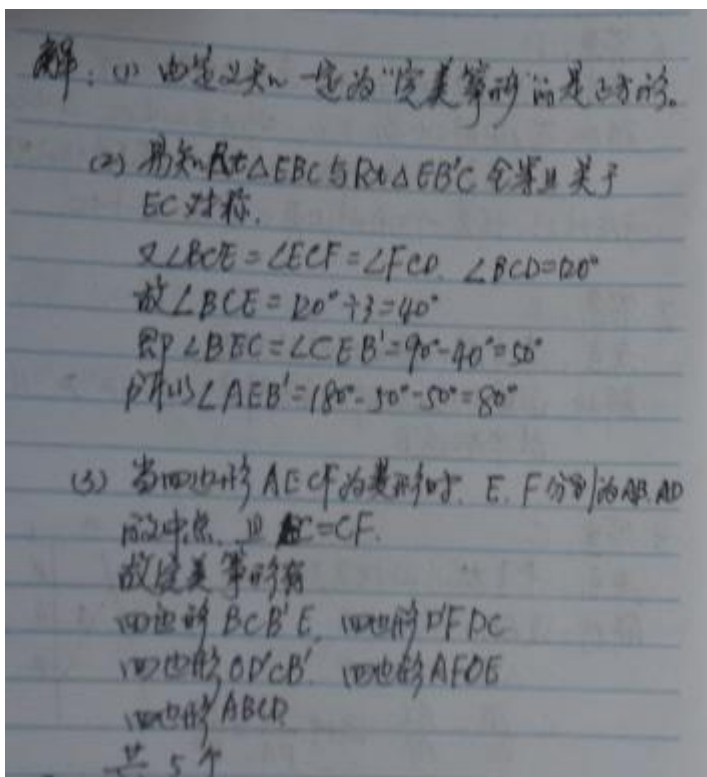 解：(1) 由定义知 一定为"完美筝形"的是正方形。
(2) 易知Rt△EBC与Rt△EB'C 全等且关于
EC对称.
又∠BCE=∠ECF=∠FCD. ∠BCD=120°
故∠BCE=120°÷3=40°
即∠BEC=∠CEB'=90°-40°=50°
所以∠AEB'=180°-50°-50°=80°
(3) 当四边形AECF为菱形时. E. F分别为AB. AD
的中点. 且 EC=CF.
故完美筝形有
四边形 BCB'E. 四边形D'FDC
四边形OD'CB'. 四边形AFOE
四边形ABCD
共5个